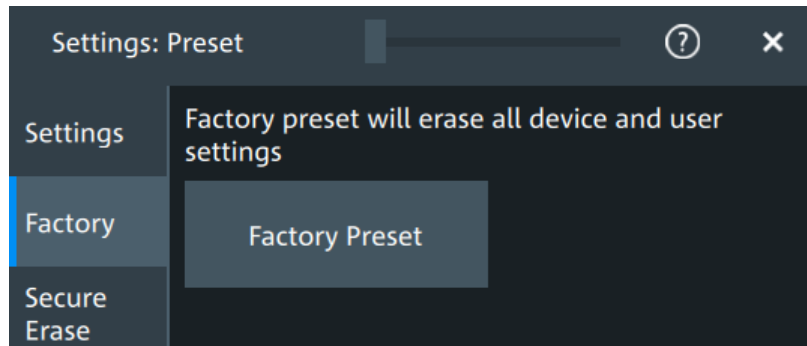 Settings: Preset
?
×
Settings
Factory preset will erase all device and user
settings
Factory
Factory Preset
Secure
Erase